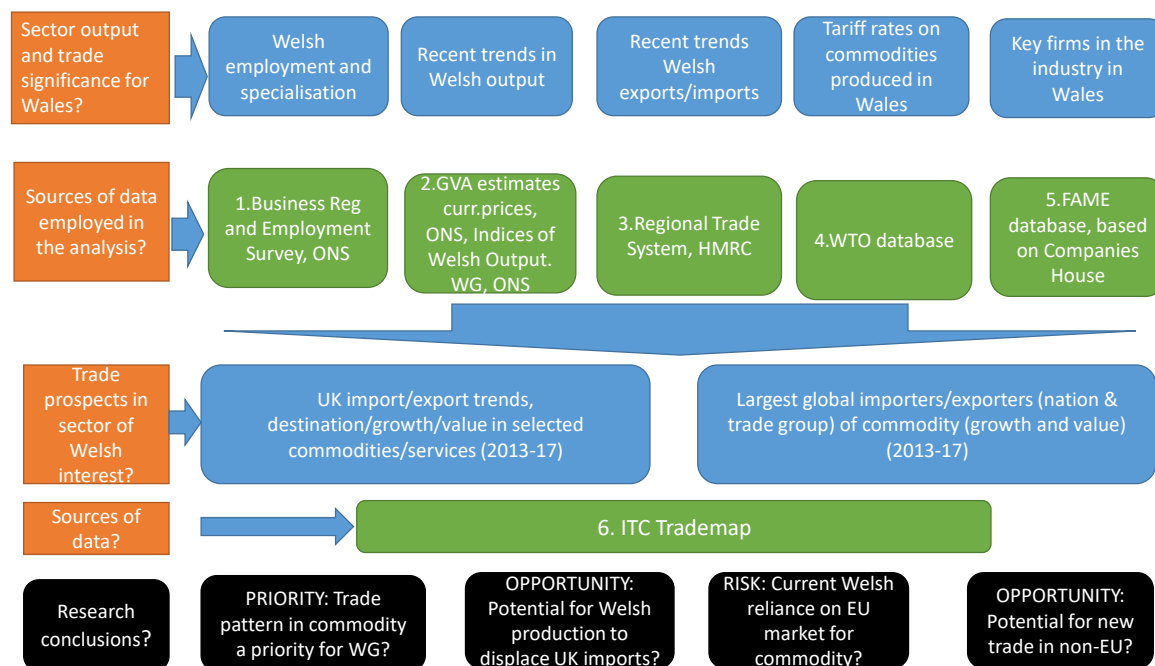 Sector output
and trade
significance for
Wales?
Welsh
employment and
specialisation
Recent trends in
Welsh output
Recent trends
Welsh
exports/imports
Tariff rates on
commodities
produced in
Wales
Key firms in the
industry in
Wales
Sources of data
employed in
the analysis?
1.Business Reg
and Employment
Survey, ONS
2.GVA estimates
curr.prices,
ONS, Indices of
Welsh Output.
WG, ONS
3.Regional Trade
System, HMRC
4.WTO database
5.FAME
database, based
on Companies
House
Trade
prospects in
sector of
Welsh
interest?
UK import/export trends,
destination/growth/value in selected
commodities/services (2013-17)
Largest global importers/exporters (nation &
trade group) of commodity (growth and value)
(2013-17)
Sources of
data?
6. ITC Trademap
Research
conclusions?
PRIORITY: Trade
pattern in commodity
a priority for WG?
OPPORTUNITY:
Potential for Welsh
production to
displace UK imports?
RISK: Current Welsh
reliance on EU
market for
commodity?
OPPORTUNITY:
Potential for new
trade in non-EU?